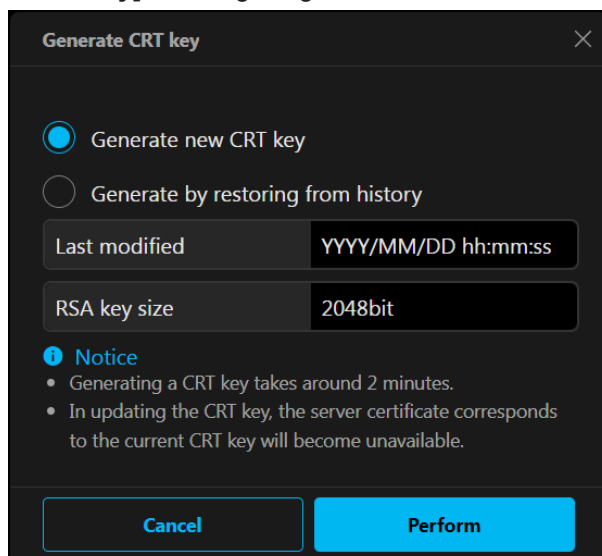 Generate CRT key
Generate new CRT key
Generate by restoring from history
Last modified YYYY/MM/DD hh:mm:ss
RSA key size 2048bit
Notice
• Generating a CRT key takes around 2 minutes.
• In updating the CRT key, the server certificate corresponds
to the current CRT key will become unavailable.
Cancel Perform